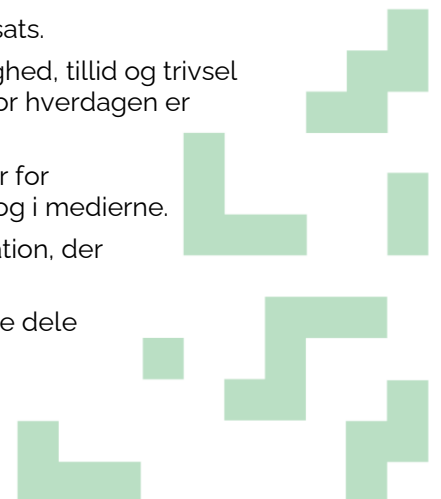 sats.
ghed, tillid og trivsel
or hverdagen er
r for
og i medierne.
ation, der
e dele